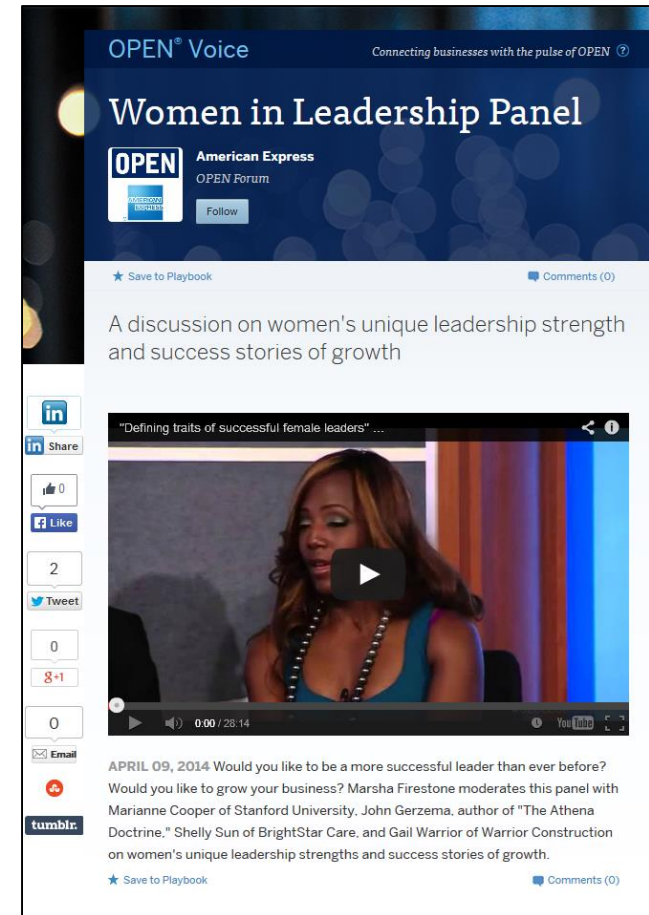 OPEN® Voice
Connecting businesses with the pulse of OPEN ?
Women in Leadership Panel
OPEN
AMERICAN
EXPRESS
American Express
OPEN Forum
Follow
Save to Playbook
Comments (0)
A discussion on women's unique leadership strength
and success stories of growth
in
in Share
0
f Like
2
Tweet
0
g+1
0
Email
tumblr.
"Defining traits of successful female leaders" ...
0:00 / 28:14
YouTube
APRIL 09, 2014 Would you like to be a more successful leader than ever before?
Would you like to grow your business? Marsha Firestone moderates this panel with
Marianne Cooper of Stanford University, John Gerzema, author of "The Athena
Doctrine," Shelly Sun of BrightStar Care, and Gail Warrior of Warrior Construction
on women's unique leadership strengths and success stories of growth.
Save to Playbook
Comments (0)